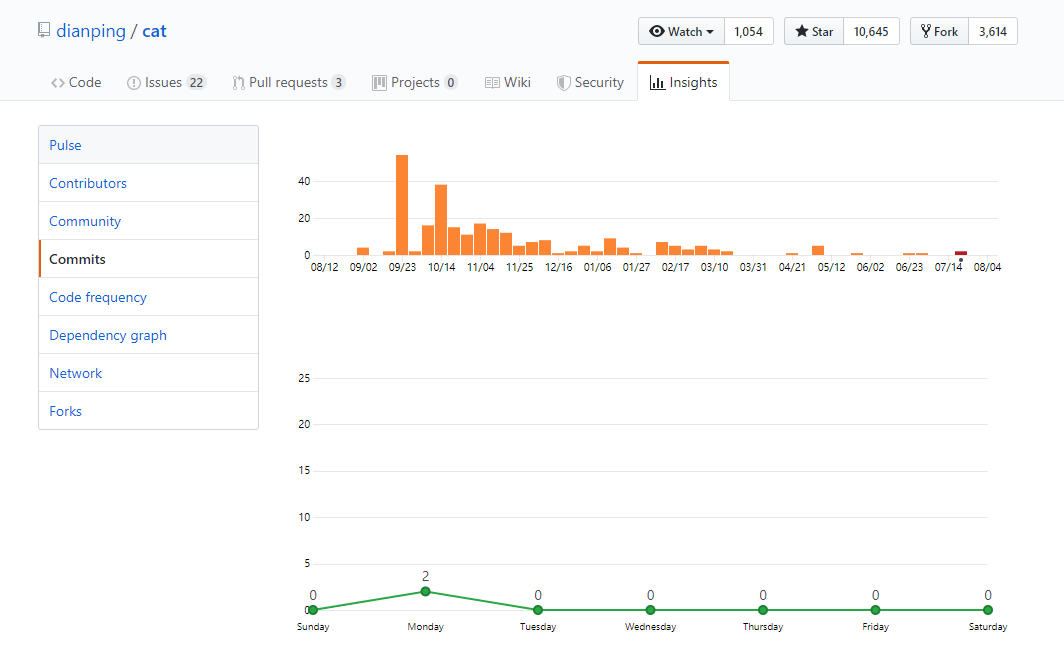 dianping / cat
Watch 1,054 Star 10,645 Fork 3,614
Code Issues 22 Pull requests 3 Projects 0 Wiki Security Insights
Pulse
Contributors
Community
Commits
Code frequency
Dependency graph
Network
Forks
40
20
0
08/12 09/02 09/23 10/14 11/04 11/25 12/16 01/06 01/27 02/17 03/10 03/31 04/21 05/12 06/02 06/23 07/14 08/04
25
20
15
10
5
0
0 2 0 0 0 0 0
Sunday Monday Tuesday Wednesday Thursday Friday Saturday